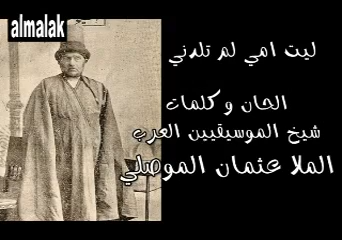 almalak
ليت امي لم تلدني
الحان وكلمات
شيخ الموسيقيين العرب
الملا عثمان الموصلي